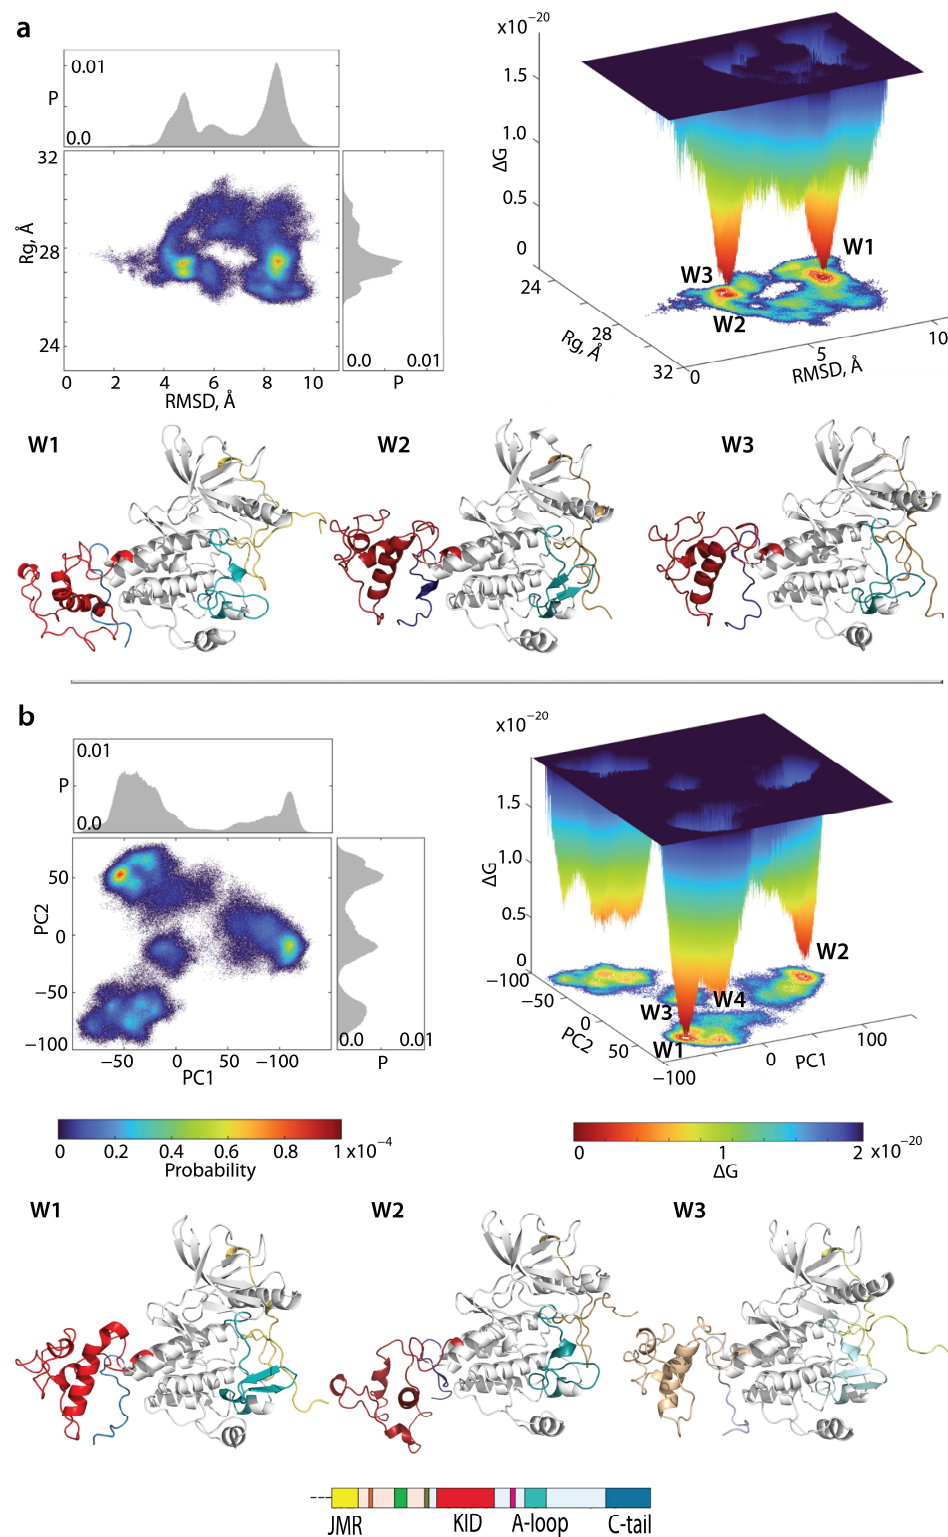 a
0.01
P
0.0
32
28
24
Rg, Å
0 2 4 6 8 10
RMSD, Å
0.0 0.01
P
x10⁻²⁰
1.5
1.0
0.5
0
ΔG
24
28
32
Rg, Å
0 5 10
RMSD, Å
W1
W3
W2
W1 W2 W3
b
0.01
P
0.0
50
0
−50
−100
PC2
−50 0 50 −100
PC1
0.0 0.01
P
x10⁻²⁰
1.5
1.0
0.5
0
ΔG
−100
−50
0
50
PC2
−100 0 100
PC1
W2
W3 W4
W1
0 0.2 0.4 0.6 0.8 1x10⁻⁴
Probability
0 1 2 x10⁻²⁰
ΔG
W1 W2 W3
JMR KID A-loop C-tail